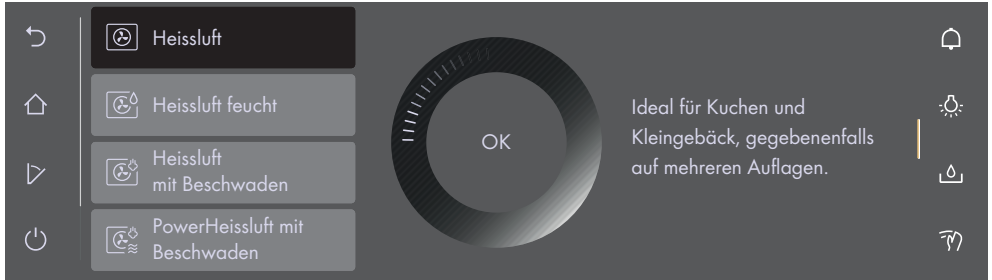 Heissluft
Heissluft feucht
Heissluft
mit Beschwaden
PowerHeissluft mit
Beschwaden
OK
Ideal für Kuchen und
Kleingebäck, gegebenenfalls
auf mehreren Auflagen.